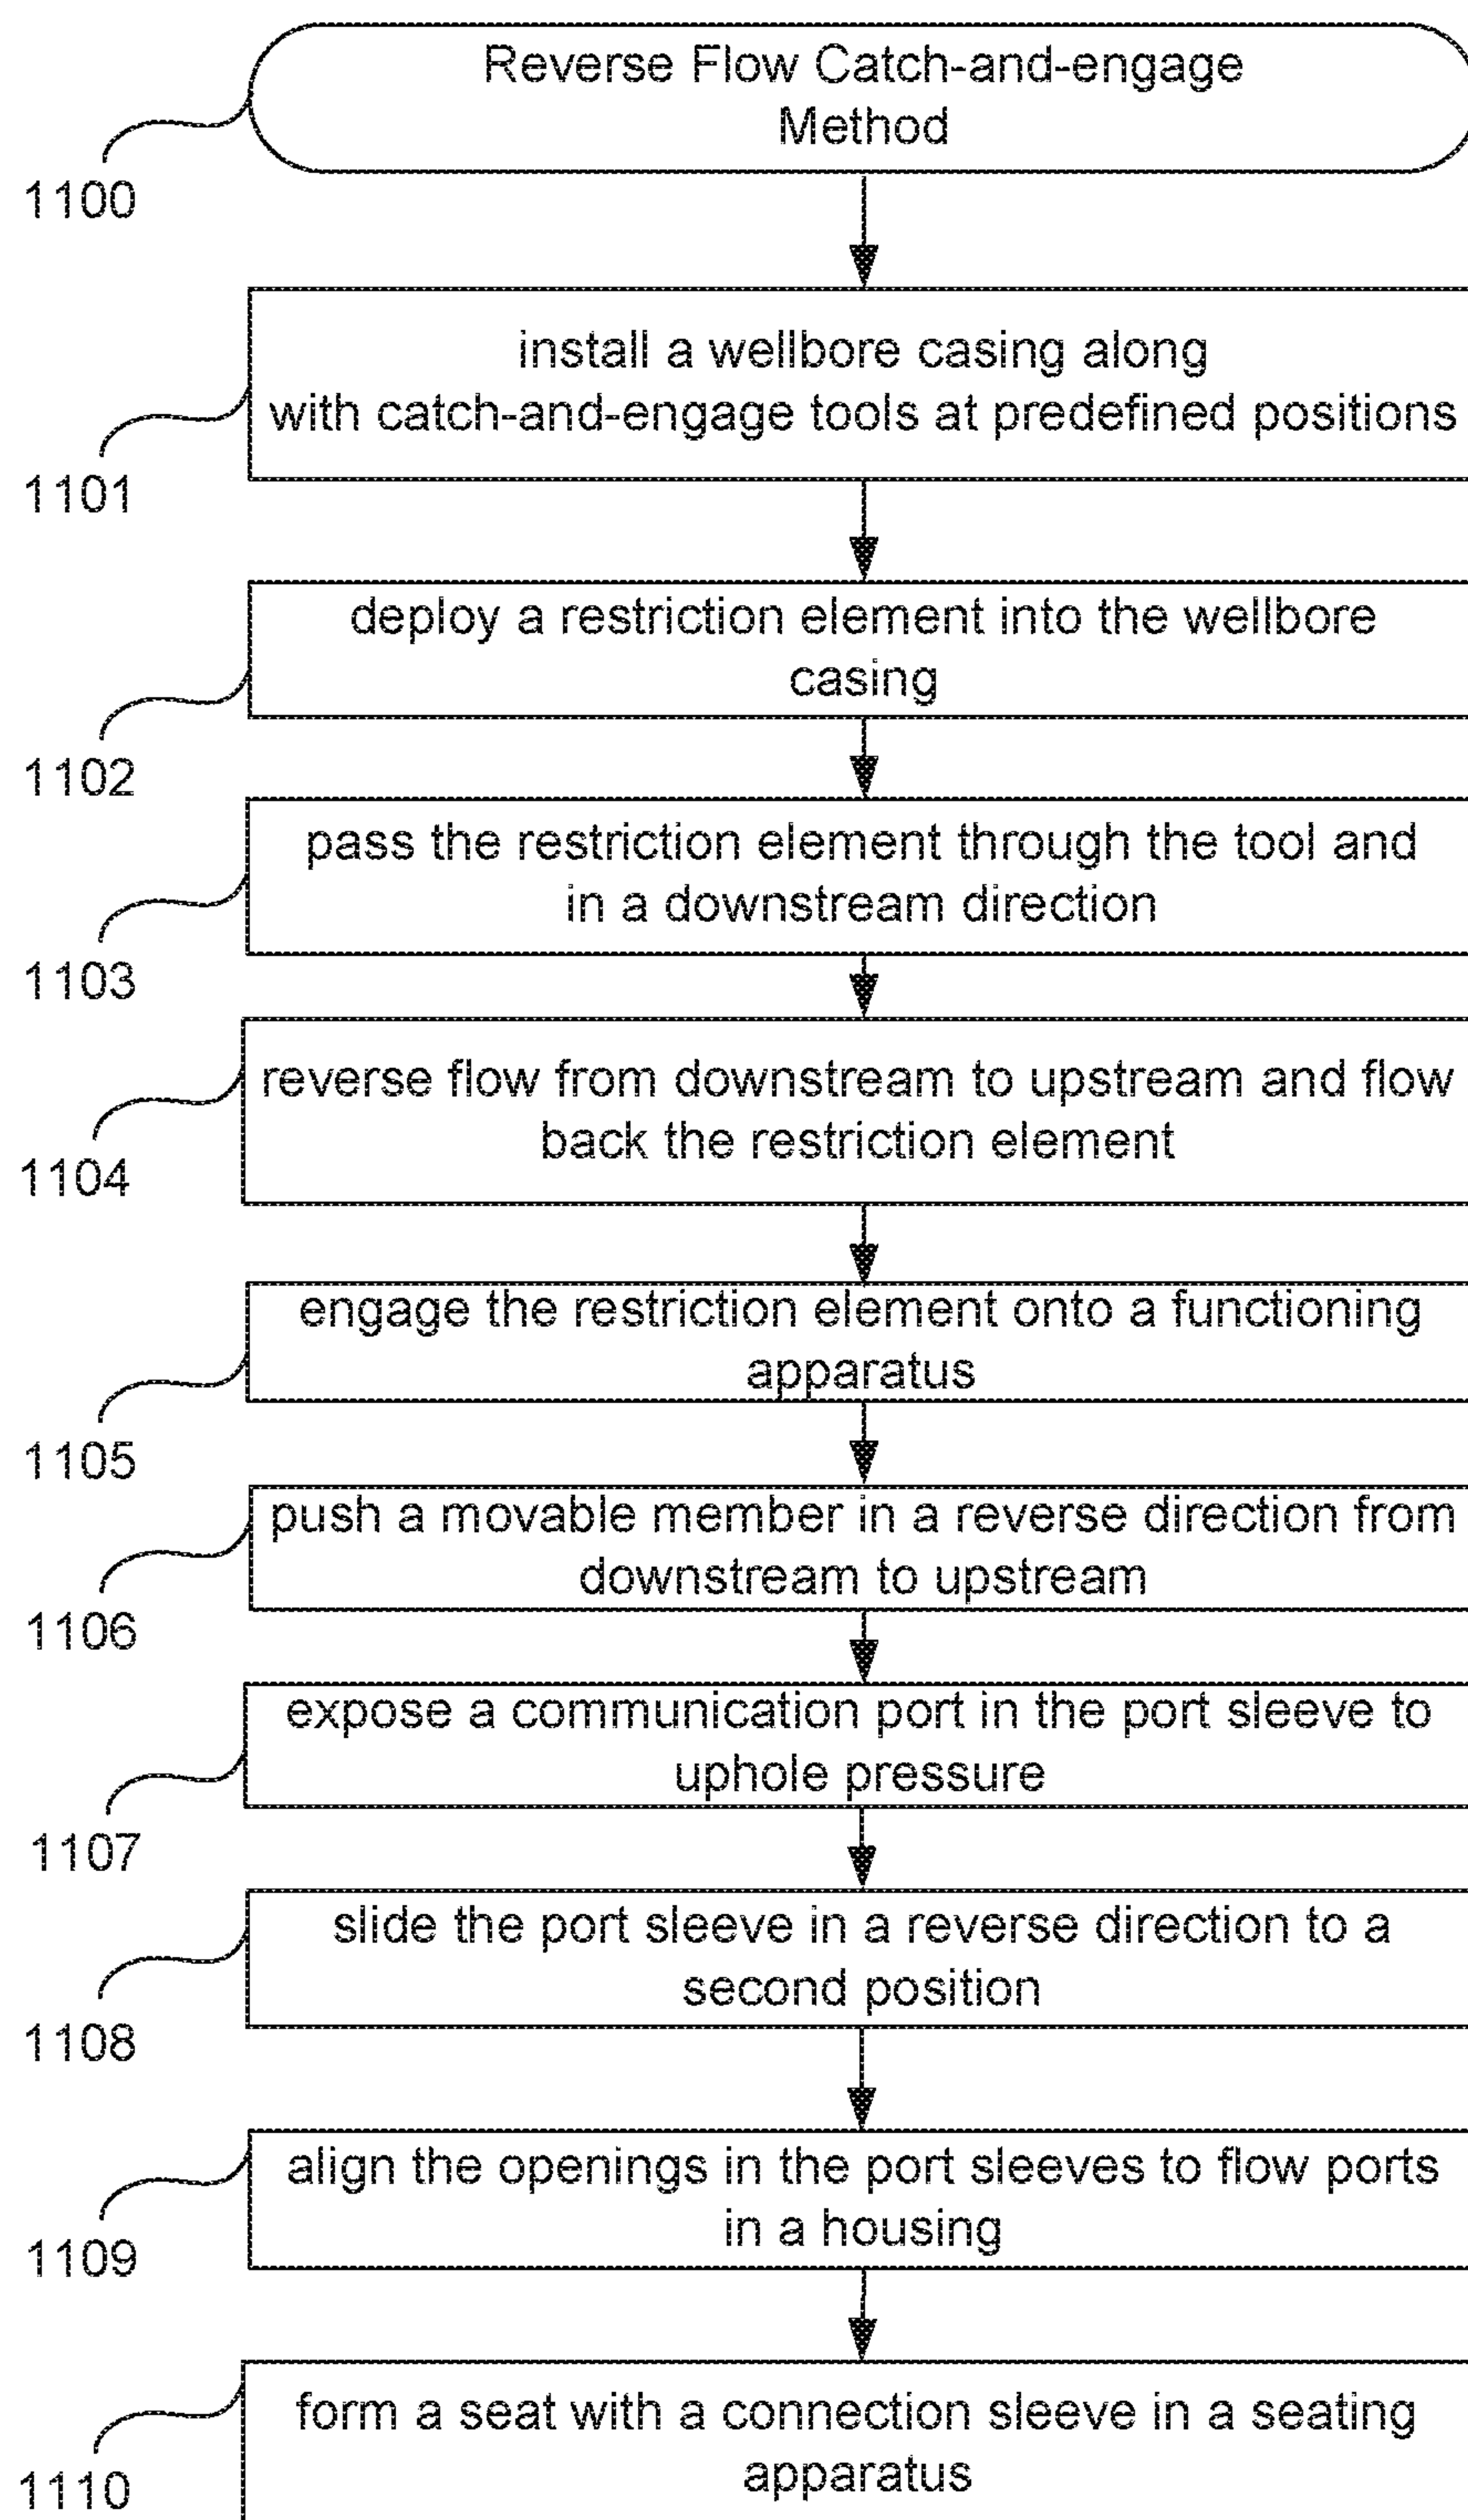 Reverse Flow Catch-and-engage
Method
1100
install a wellbore casing along
with catch-and-engage tools at predefined positions
1101
deploy a restriction element into the wellbore
casing
1102
pass the restriction element through the tool and
in a downstream direction
1103
reverse flow from downstream to upstream and flow
back the restriction element
1104
engage the restriction element onto a functioning
apparatus
1105
push a movable member in a reverse direction from
downstream to upstream
1106
expose a communication port in the port sleeve to
uphole pressure
1107
slide the port sleeve in a reverse direction to a
second position
1108
align the openings in the port sleeves to flow ports
in a housing
1109
form a seat with a connection sleeve in a seating
apparatus
1110